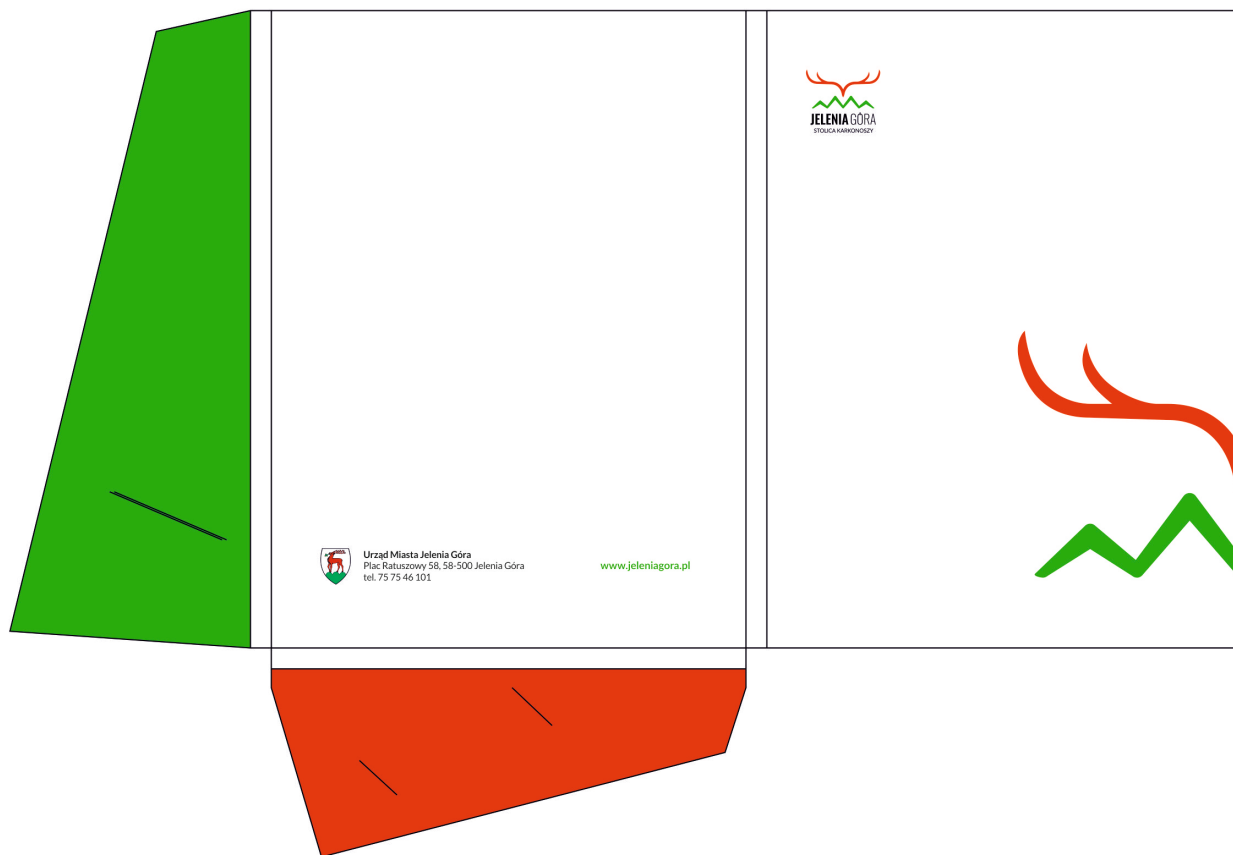 JELENIA GÓRA
STOLICA KARKONOSZY
Urząd Miasta Jelenia Góra
Plac Ratuszowy 58, 58-500 Jelenia Góra
tel. 75 75 46 101
www.jeleniagora.pl